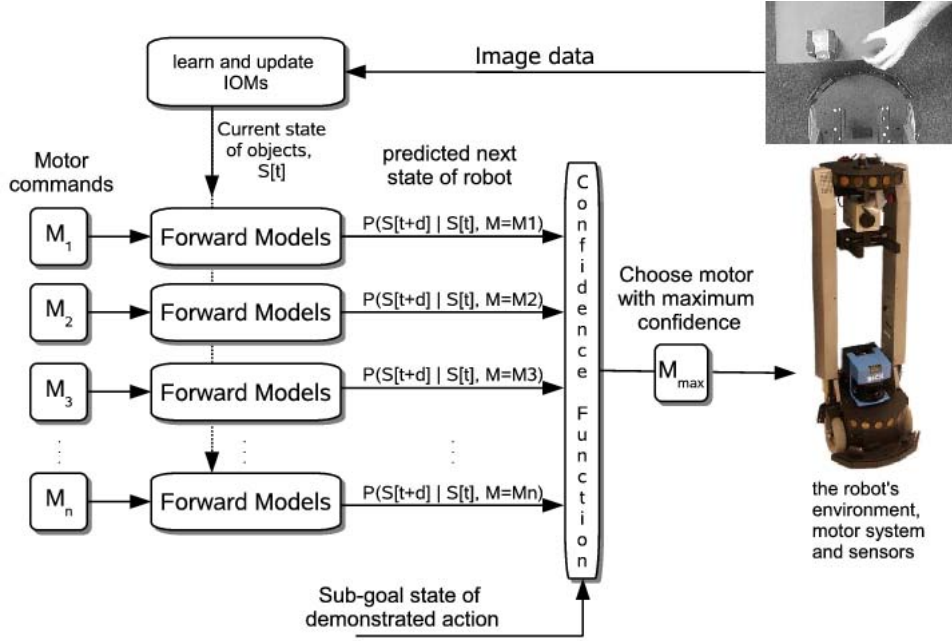 learn and update
IOMs
Image data
Current state
of objects,
S[t]
Motor
commands
predicted next
state of robot
M1
Forward Models
P(S[t+d] | S[t], M=M1)
M2
Forward Models
P(S[t+d] | S[t], M=M2)
M3
Forward Models
P(S[t+d] | S[t], M=M3)
Mn
Forward Models
P(S[t+d] | S[t], M=Mn)
Confidence Function
Choose motor
with maximum
confidence
Mmax
the robot's
environment,
motor system
and sensors
Sub-goal state of
demonstrated action